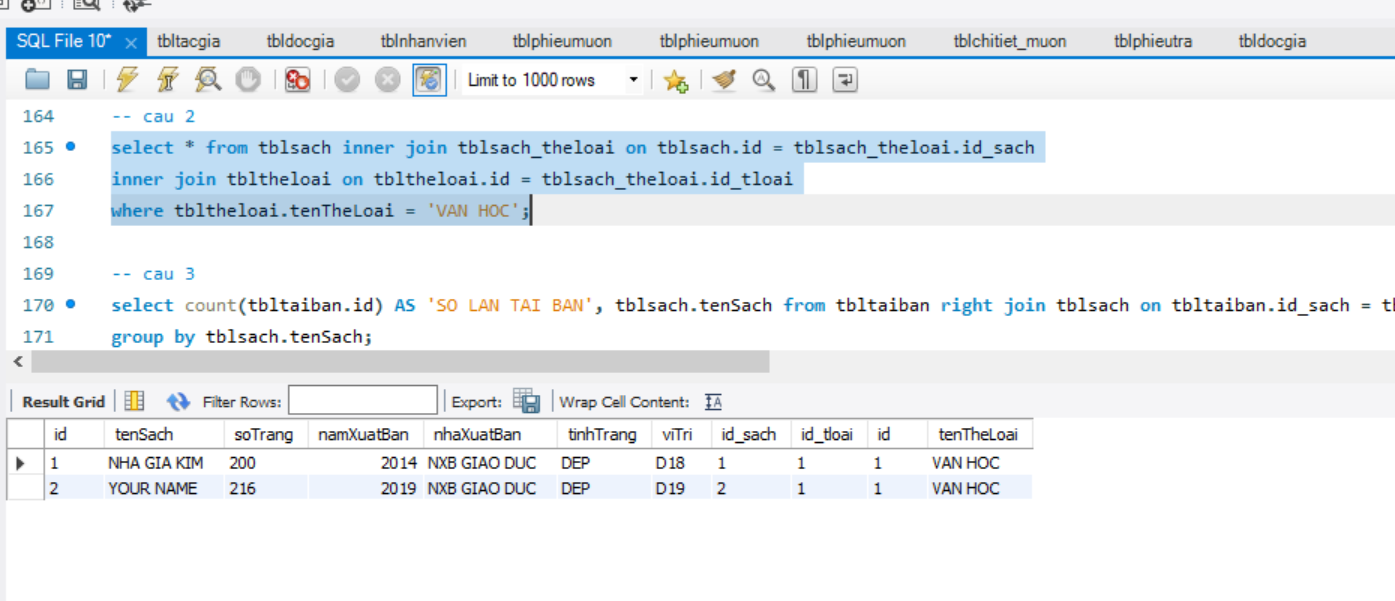 SQL File 10* × tbltacgia tbldocgia tblnhanvien tblphieumuon tblphieumuon tblphieumuon tblchitiet_muon tblphieutra tbldocgia
Limit to 1000 rows
164 -- cau 2
165 select * from tblsach inner join tblsach_theloai on tblsach.id = tblsach_theloai.id_sach
166 inner join tbltheloai on tbltheloai.id = tblsach_theloai.id_tloai
167 where tbltheloai.tenTheLoai = 'VAN HOC';
168
169 -- cau 3
170 select count(tbltaiban.id) AS 'SO LAN TAI BAN', tblsach.tenSach from tbltaiban right join tblsach on tbltaiban.id_sach =
171 group by tblsach.tenSach;
Result Grid Filter Rows: Export: Wrap Cell Content:
id tenSach soTrang namXuatBan nhaXuatBan tinhTrang viTri id_sach id_tloai id tenTheLoai
1 NHA GIA KIM 200 2014 NXB GIAO DUC DEP D18 1 1 1 VAN HOC
2 YOUR NAME 216 2019 NXB GIAO DUC DEP D19 2 1 1 VAN HOC